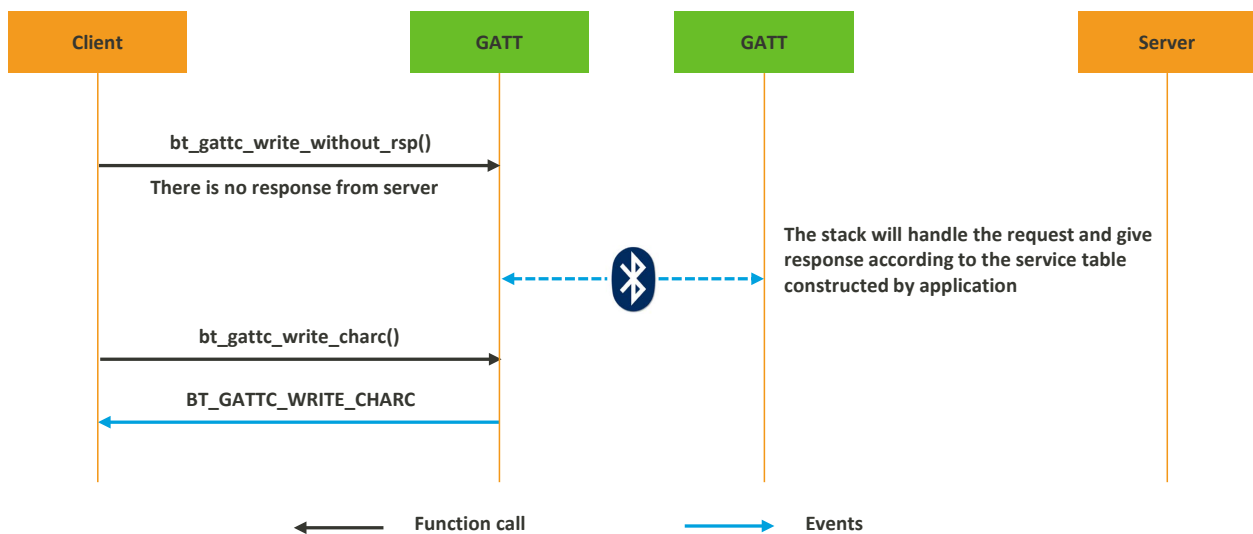 Client
GATT
GATT
Server
bt_gattc_write_without_rsp()
There is no response from server
The stack will handle the request and give
response according to the service table
constructed by application
bt_gattc_write_charc()
BT_GATTC_WRITE_CHARC
Function call
Events